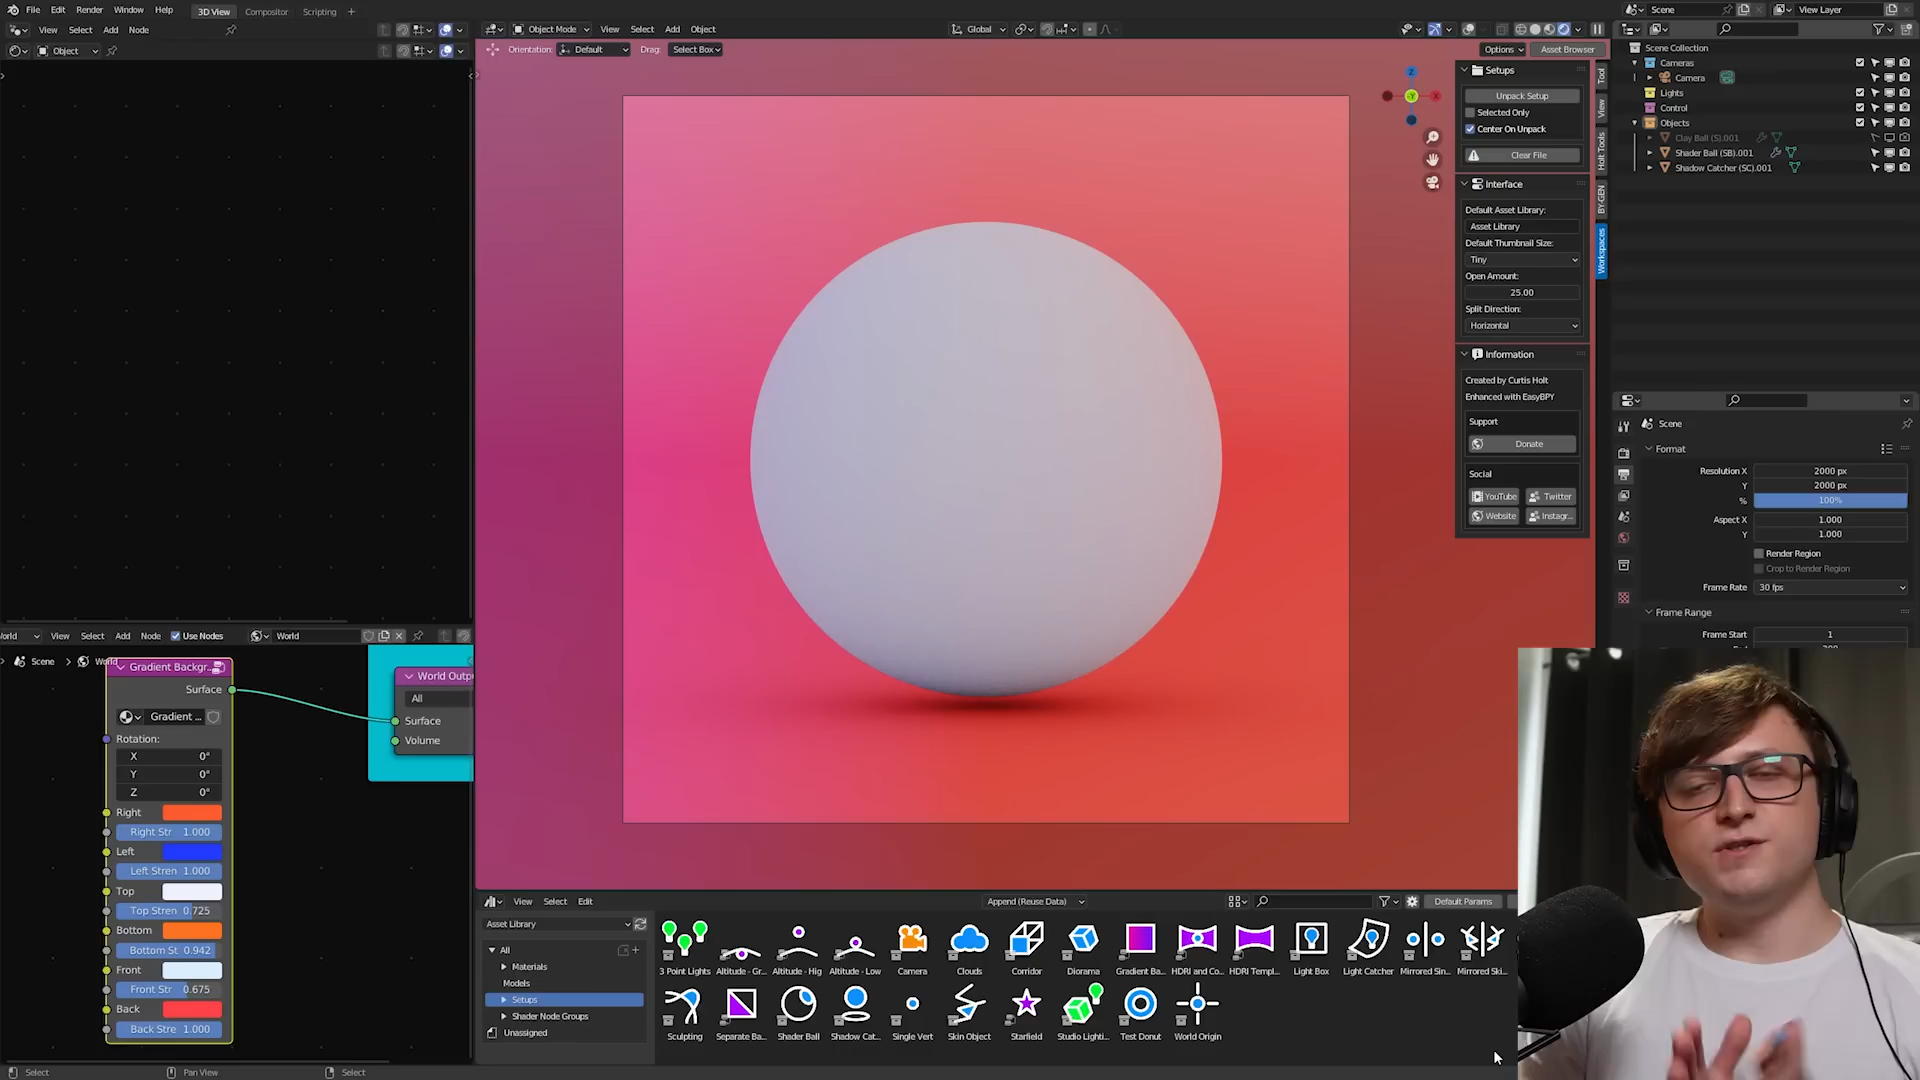 File Edit Render Window Help 3D View Compositor Scripting + Scene View Layer
View Select Add Node
Object Mode View Select Add Object Global
Object
Orientation: Default Drag: Select Box Options Asset Browser
Setups
Unpack Setup
Selected Only
Center On Unpack
Clear File
Interface
Default Asset Library:
Asset Library
Default Thumbnail Size:
Tiny
Open Amount:
25.00
Split Direction:
Horizontal
Information
Created by Curtis Holt
Enhanced with EasyBPY
Support
Donate
Social
YouTube Twitter
Website Instagr...
Tool
View
Holt Tools
BY-GEN
Workspaces
Scene Collection
Cameras
Camera
Lights
Control
Objects
Clay Ball (S).001
Shader Ball (SB).001
Shadow Catcher (SC).001
Scene
Format
Resolution X 2000 px
Y 2000 px
% 100%
Aspect X 1.000
Y 1.000
Render Region
Crop to Render Region
Frame Rate 30 fps
Frame Range
Frame Start 1
orld View Select Add Node Use Nodes World
Scene World
Gradient Backgr...
Surface
Gradient ...
Rotation:
X 0°
Y 0°
Z 0°
Right
Right Str 1.000
Left
Left Stren 1.000
Top
Top Stren 0.725
Bottom
Bottom St 0.942
Front
Front Str 0.675
Back
Back Stre 1.000
World Outp
All
Surface
Volume
View Select Edit Append (Reuse Data) Default Params
Asset Library
All
Materials
Models
Setups
Shader Node Groups
Unassigned
3 Point Lights Altitude - Gr... Altitude - Hig Altitude - Low Camera Clouds Corridor Diorama Gradient Ba... HDRI and Co... HDRI Templ... Light Box Light Catcher Mirrored Sin... Mirrored Ski...
Sculpting Separate Ba... Shader Ball Shadow Cat... Single Vert Skin Object Starfield Studio Lighti... Test Donut World Origin
Select Pan View Select